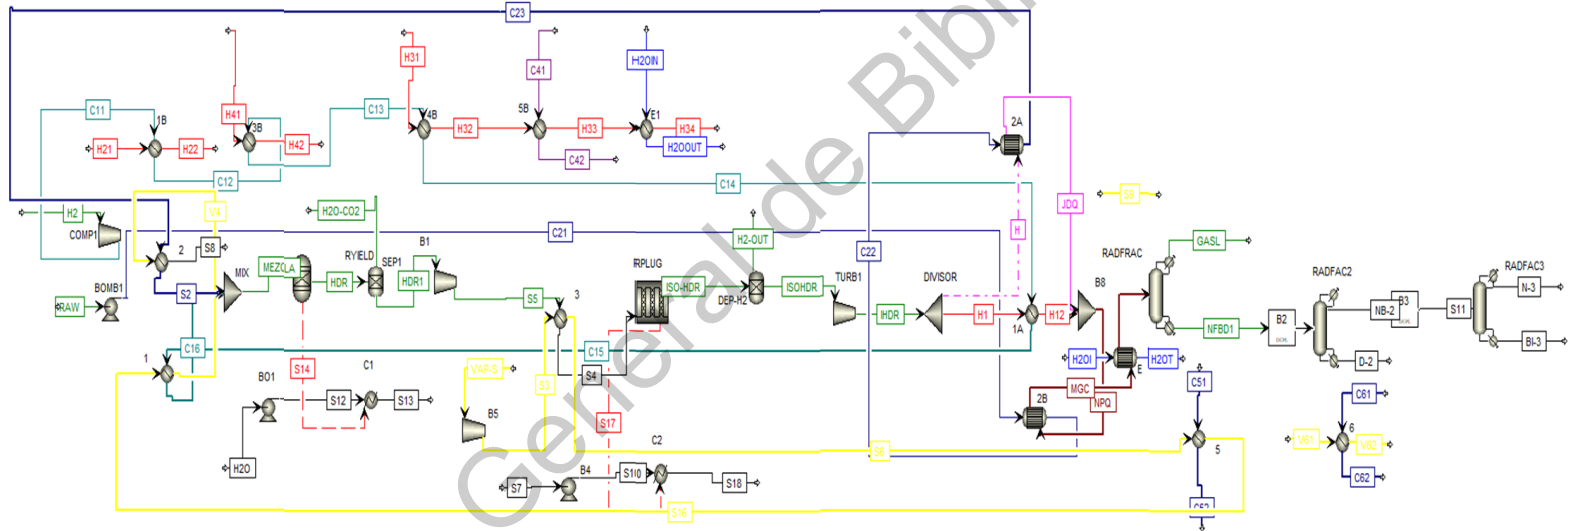 C23
H31
H2OIN
C41
C11
C13
H41
5B
E1
2A
1B
3B
4B
H32
H33
H34
H21
H22
H42
H2OOUT
C42
C12
C14
S9
JDQ
H2
V4
H2O-CO2
COMP1
C21
H
S8
H2-OUT
C22
GASL
2
RYIELD
SEP1
B1
RADFRAC
MIX
MEZCLA
HDR
HDR1
RPLUG
ISO-HDR
DEP-H2
ISOHDR
TURB1
DIVISOR
B8
RADFAC2
RADFAC3
BOMB1
RAW
S2
S5
3
IHDR
H1
1A
H12
NFBD1
B2
NB-2
B3
S11
N-3
BI-3
1
C16
C15
H2OI
E
H2OT
D-2
S14
C1
VAP-S
S3
S4
MGC
NPQ
C51
C61
BO1
S12
S13
B5
S17
2B
C2
S6
5
V61
6
V62
H2O
B4
S10
S7
S18
C62
S16
C52
General de Bibli